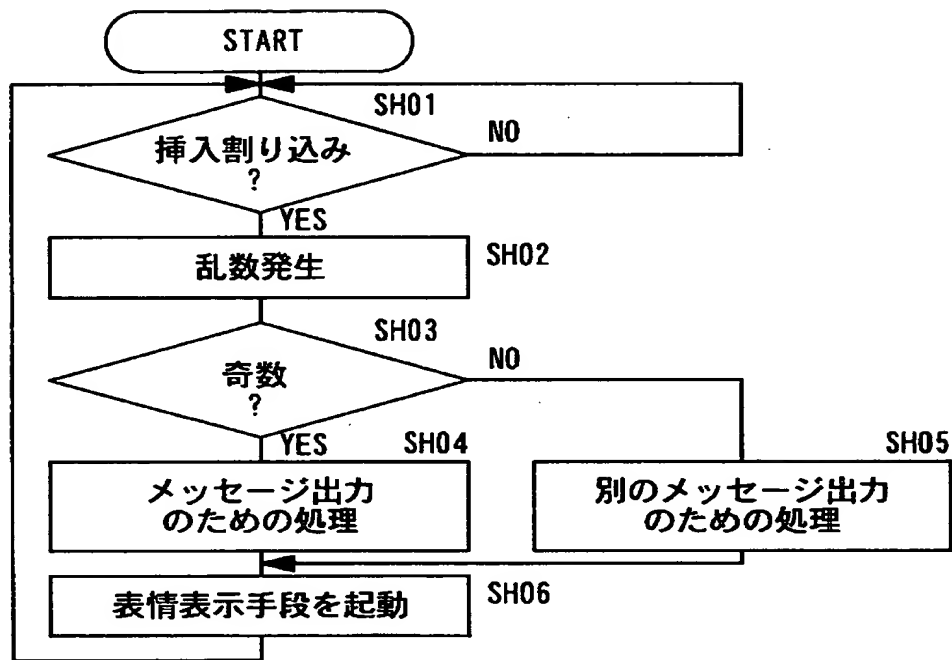 START
SH01
挿入割り込み
?
NO
YES
乱数発生
SH02
SH03
奇数
?
NO
YES
SH04
メッセージ出力
のための処理
SH05
別のメッセージ出力
のための処理
表情表示手段を起動
SH06